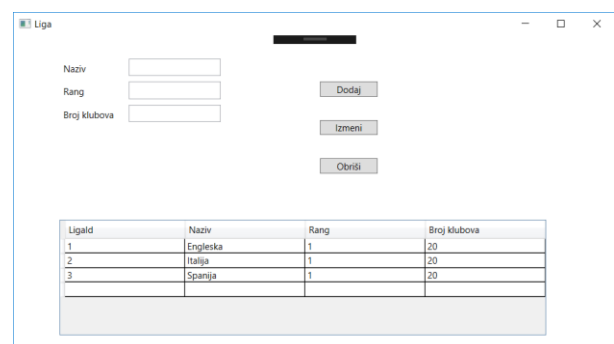 Liga
Naziv
Rang
Dodaj
Broj klubova
Izmeni
Obriši
LigaId Naziv Rang Broj klubova
1 Engleska 1 20
2 Italija 1 20
3 Spanija 1 20